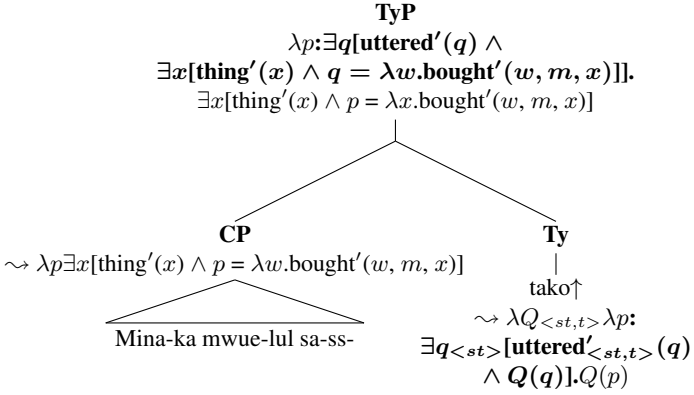 TyP
λp:∃q[uttered′(q) ∧
∃x[thing′(x) ∧ q = λw.bought′(w, m, x)]].
∃x[thing′(x) ∧ p = λx.bought′(w, m, x)]
CP
Ty
⇝ λp∃x[thing′(x) ∧ p = λw.bought′(w, m, x)]
tako↑
Mina-ka mwue-lul sa-ss-
⇝ λQ<st,t>λp:
∃q<st>[uttered′<st,t>(q)
∧ Q(q)].Q(p)